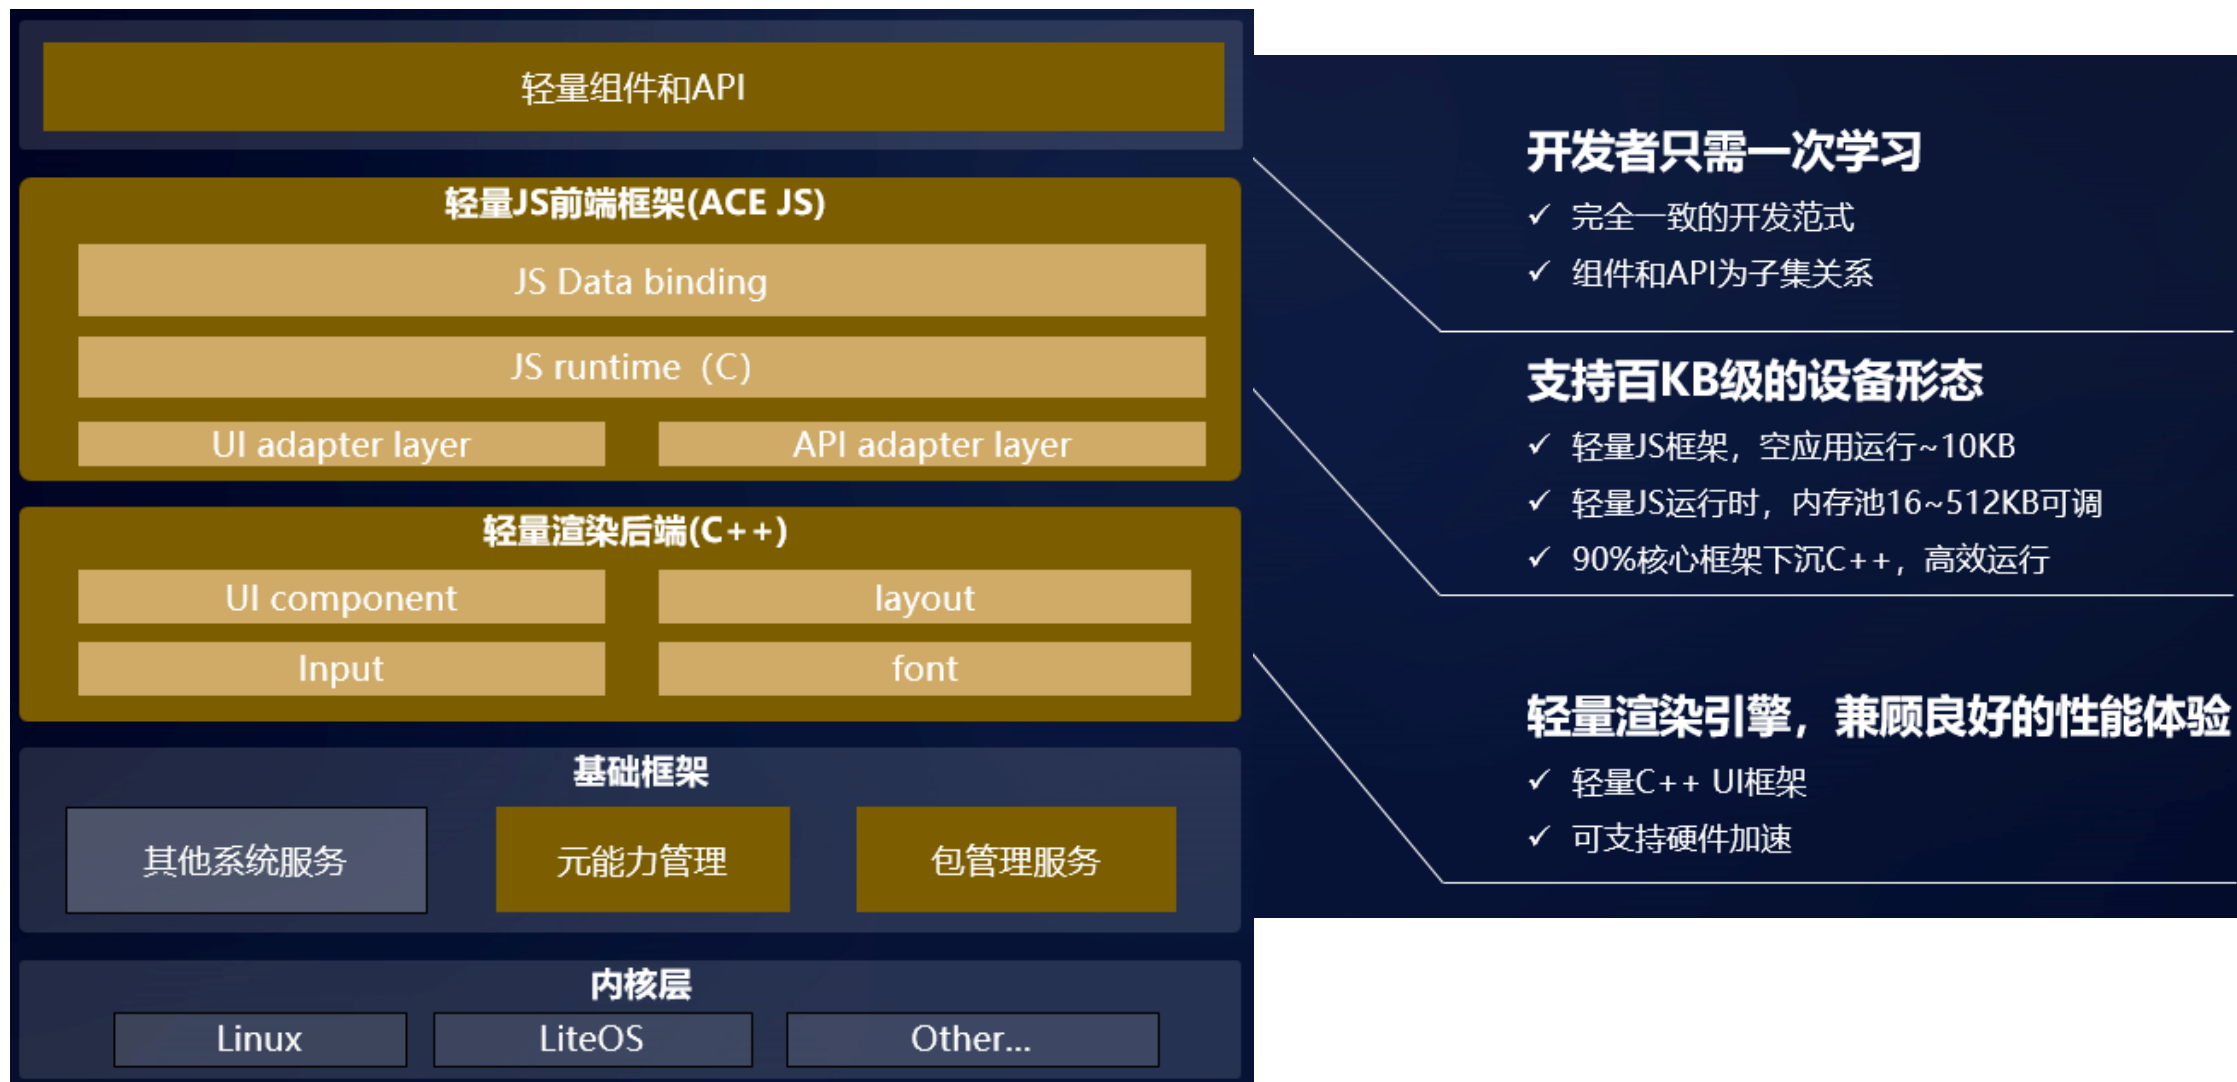 轻量组件和API
轻量JS前端框架(ACE JS)
JS Data binding
JS runtime（C）
UI adapter layer
API adapter layer
轻量渲染后端(C++)
UI component
layout
Input
font
基础框架
其他系统服务
元能力管理
包管理服务
内核层
Linux
LiteOS
Other...
开发者只需一次学习
✓ 完全一致的开发范式
✓ 组件和API为子集关系
支持百KB级的设备形态
✓ 轻量JS框架，空应用运行~10KB
✓ 轻量JS运行时，内存池16~512KB可调
✓ 90%核心框架下沉C++，高效运行
轻量渲染引擎，兼顾良好的性能体验
✓ 轻量C++ UI框架
✓ 可支持硬件加速